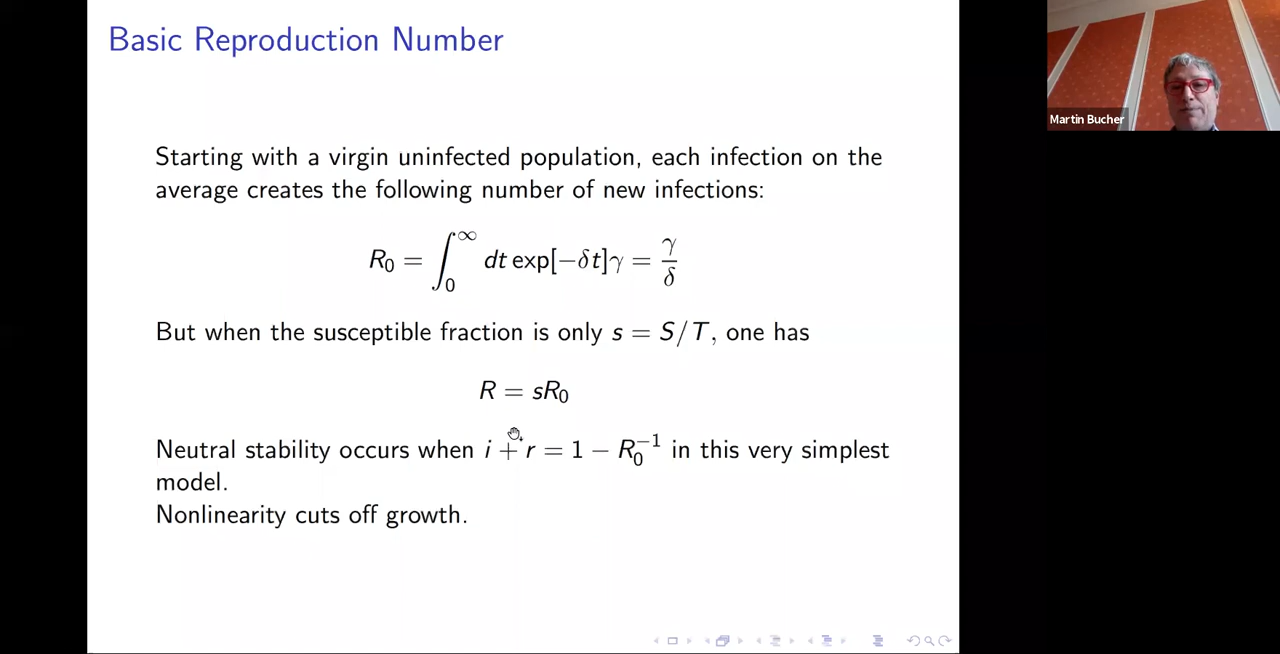 Basic Reproduction Number
Martin Bucher
Starting with a virgin uninfected population, each infection on the
average creates the following number of new infections:
R₀ = ∫₀^∞ dt exp[−δt]γ = γ/δ
But when the susceptible fraction is only s = S/T, one has
R = sR₀
Neutral stability occurs when i + r = 1 − R₀⁻¹ in this very simplest
model.
Nonlinearity cuts off growth.